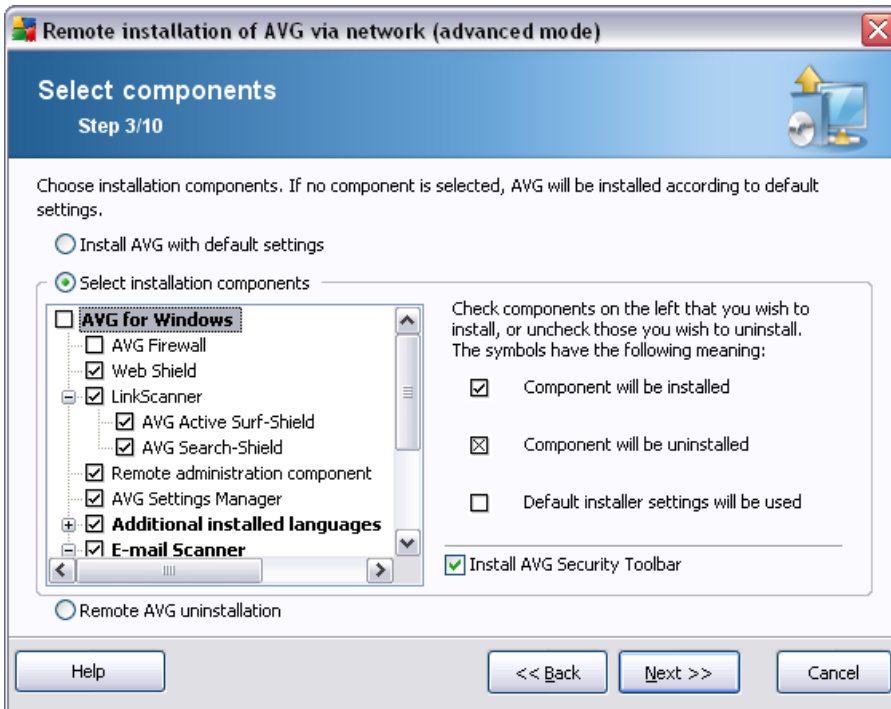 Remote installation of AVG via network (advanced mode)
Select components
Step 3/10
Choose installation components. If no component is selected, AVG will be installed according to default
settings.
Install AVG with default settings
Select installation components
AVG for Windows
AVG Firewall
Web Shield
LinkScanner
AVG Active Surf-Shield
AVG Search-Shield
Remote administration component
AVG Settings Manager
Additional installed languages
E-mail Scanner
Check components on the left that you wish to
install, or uncheck those you wish to uninstall.
The symbols have the following meaning:
Component will be installed
Component will be uninstalled
Default installer settings will be used
Install AVG Security Toolbar
Remote AVG uninstallation
Help
<< Back
Next >>
Cancel